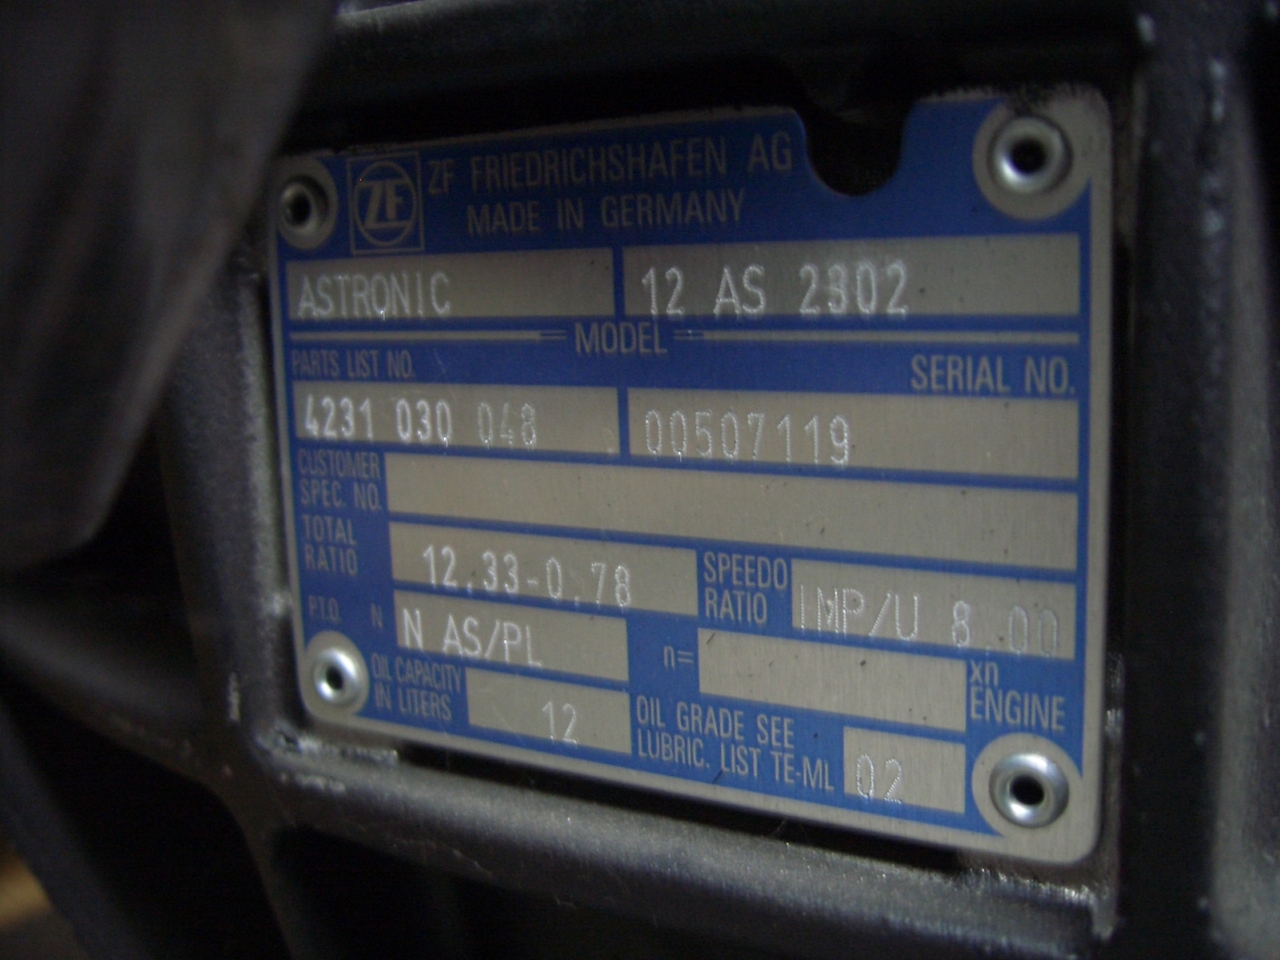 ZF
ZF FRIEDRICHSHAFEN AG
MADE IN GERMANY
ASTRONIC 12 AS 2302
MODEL
PARTS LIST NO. SERIAL NO.
4231 030 048 00507119
CUSTOMER
SPEC. NO.
TOTAL
RATIO 12,33-0,78
SPEEDO
RATIO IMP/U 8,00
P.T.O. N N AS/PL
n= xn
ENGINE
OIL CAPACITY
IN LITERS 12
OIL GRADE SEE
LUBRIC. LIST TE-ML 02